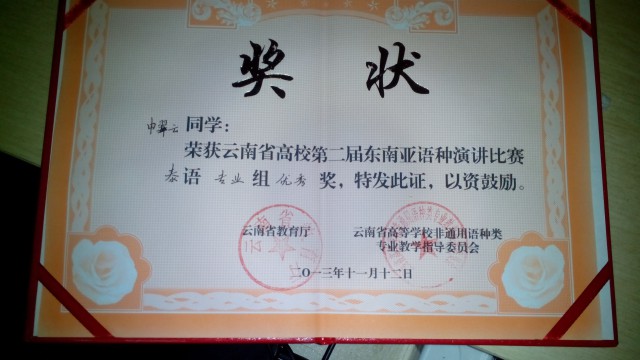 奖状
申翠云同学：
荣获云南省高校第二届东南亚语种演讲比赛
泰语专业组优秀奖，特发此证，以资鼓励。
云南省教育厅
云南省高等学校非通用语种类
专业教学指导委员会
二〇一三年十一月十二日